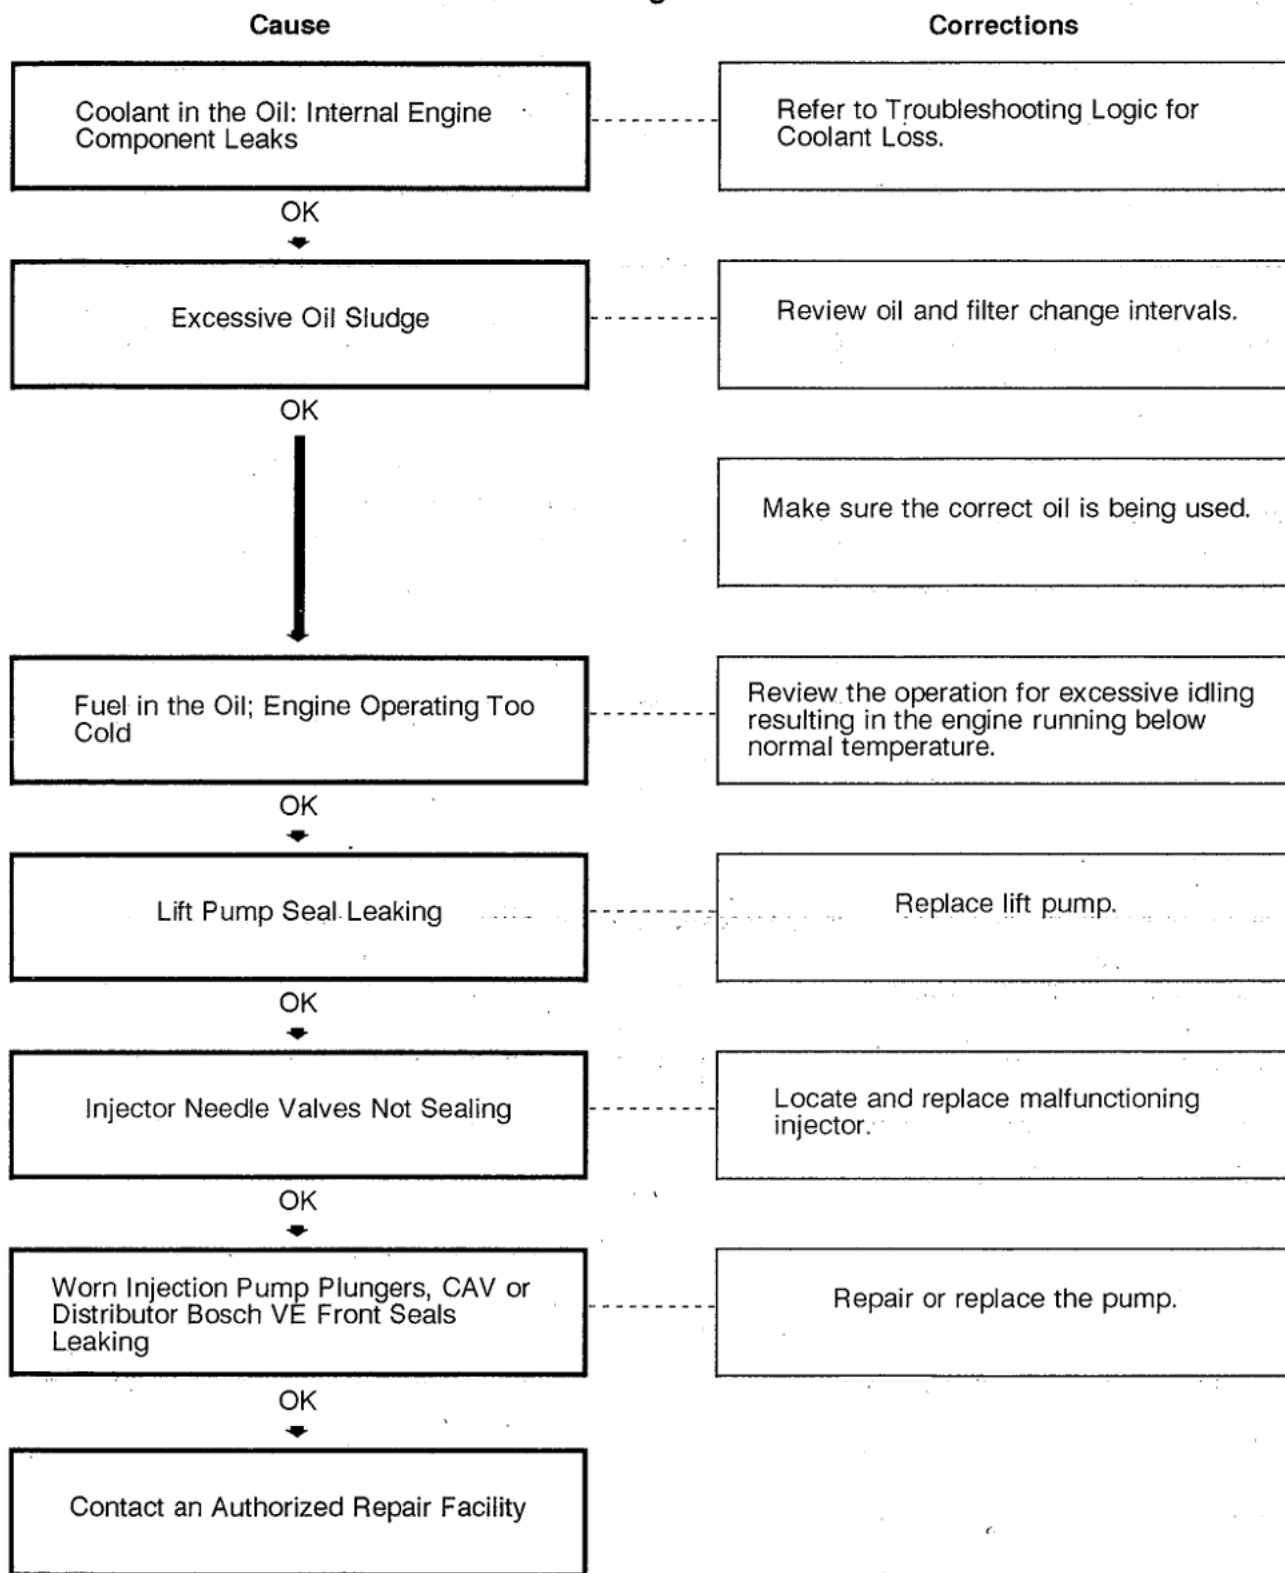 Cause
Corrections
Coolant in the Oil: Internal Engine
Component Leaks
Refer to Troubleshooting Logic for
Coolant Loss.
OK
Excessive Oil Sludge
Review oil and filter change intervals.
OK
Make sure the correct oil is being used.
Fuel in the Oil; Engine Operating Too
Cold
Review the operation for excessive idling
resulting in the engine running below
normal temperature.
OK
Lift Pump Seal Leaking
Replace lift pump.
OK
Injector Needle Valves Not Sealing
Locate and replace malfunctioning
injector.
OK
Worn Injection Pump Plungers, CAV or
Distributor Bosch VE Front Seals
Leaking
Repair or replace the pump.
OK
Contact an Authorized Repair Facility